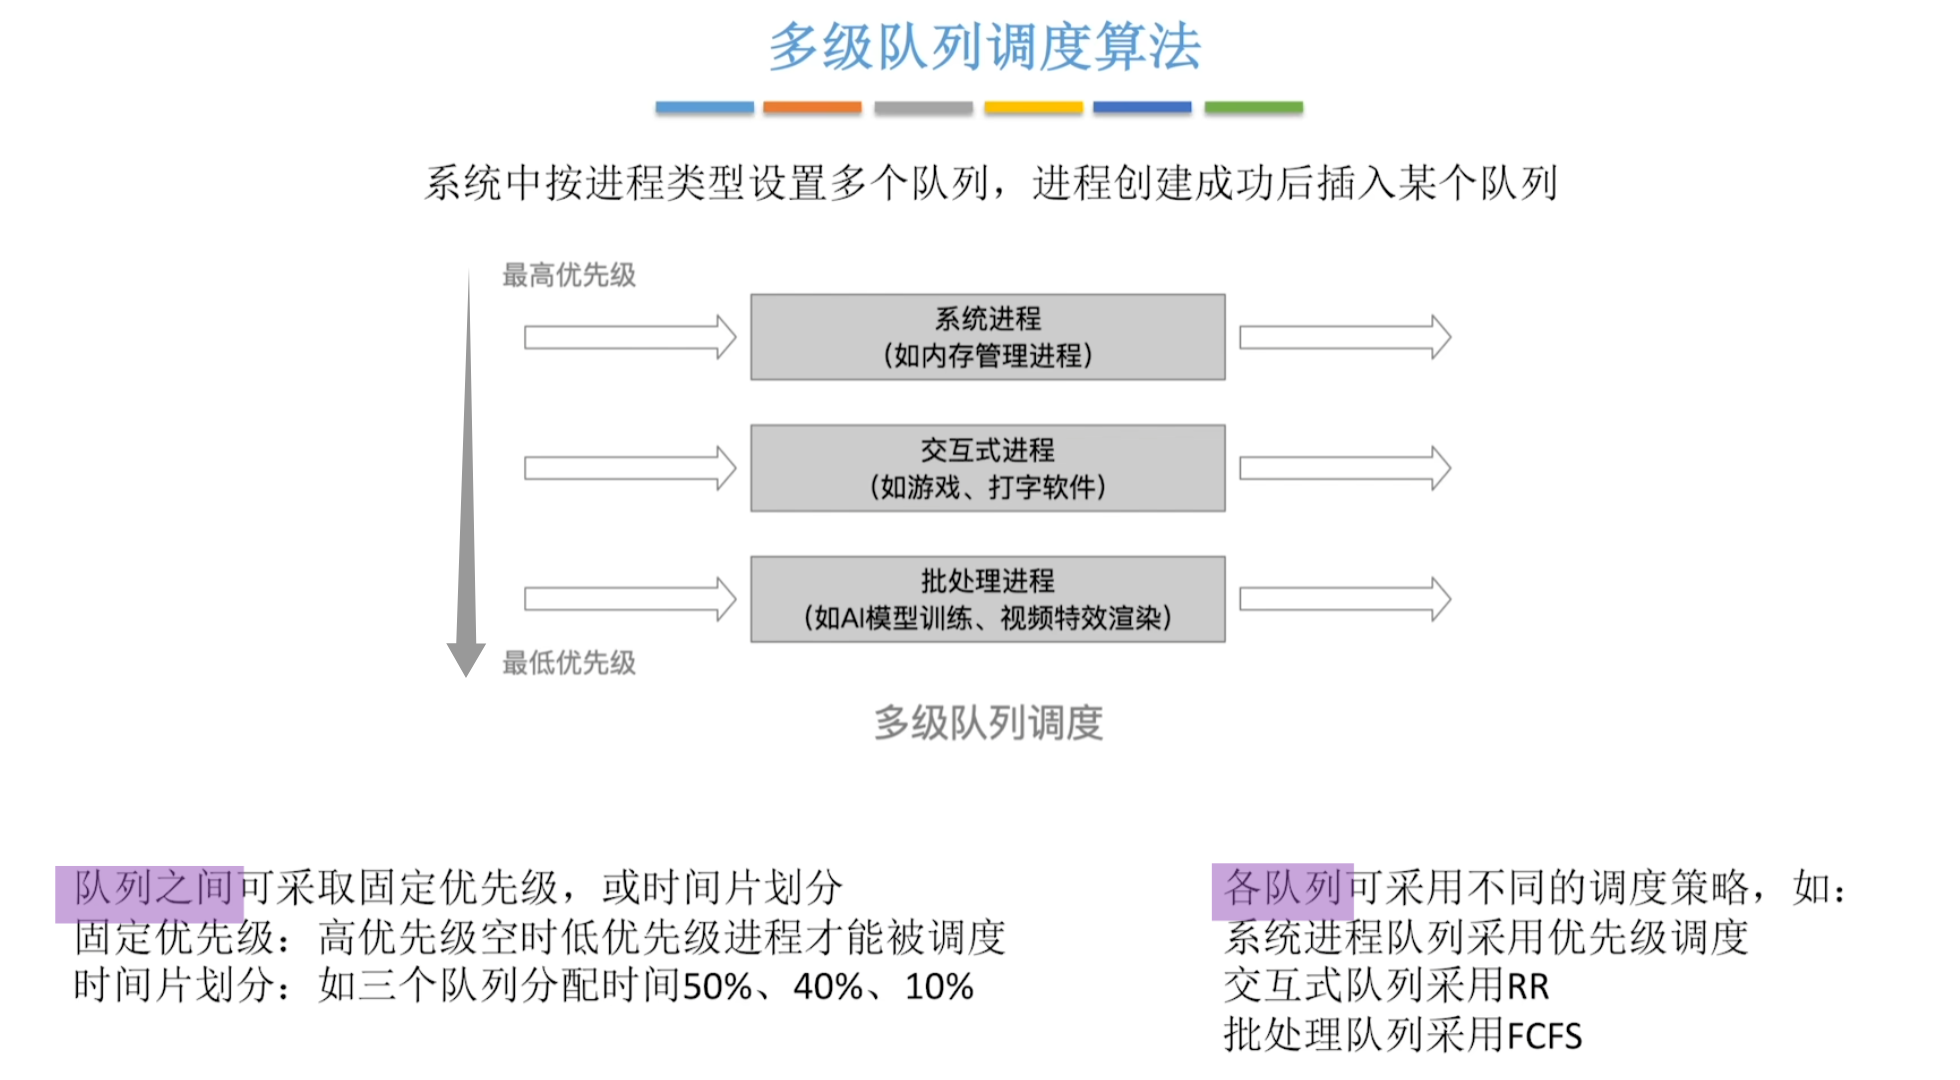 多级队列调度算法
系统中按进程类型设置多个队列，进程创建成功后插入某个队列
最高优先级
系统进程
（如内存管理进程）
交互式进程
（如游戏、打字软件）
批处理进程
（如AI模型训练、视频特效渲染）
最低优先级
多级队列调度
队列之间可采取固定优先级，或时间片划分
固定优先级：高优先级空时低优先级进程才能被调度
时间片划分：如三个队列分配时间50%、40%、10%
各队列可采用不同的调度策略，如：
系统进程队列采用优先级调度
交互式队列采用RR
批处理队列采用FCFS